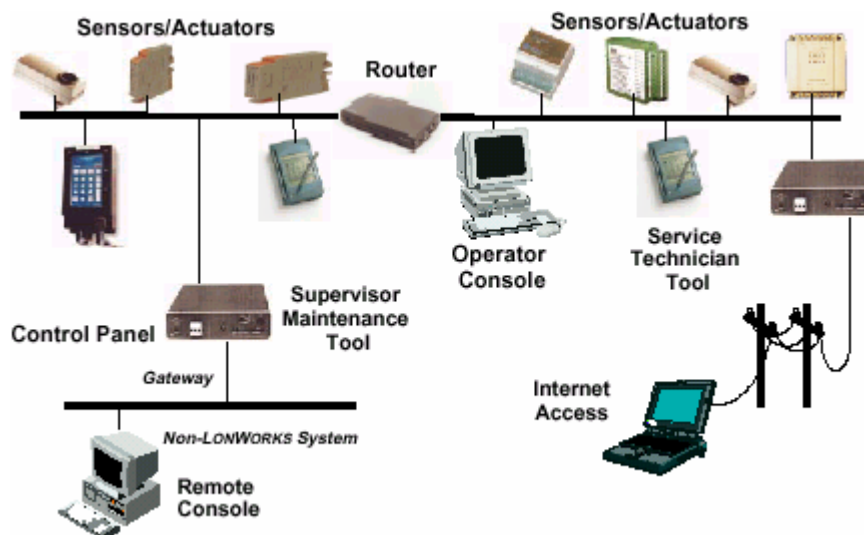 Sensors/Actuators
Sensors/Actuators
Router
Operator
Console
Service
Technician
Tool
Supervisor
Maintenance
Tool
Control Panel
Gateway
Internet
Access
Non-LONWORKS System
Remote
Console